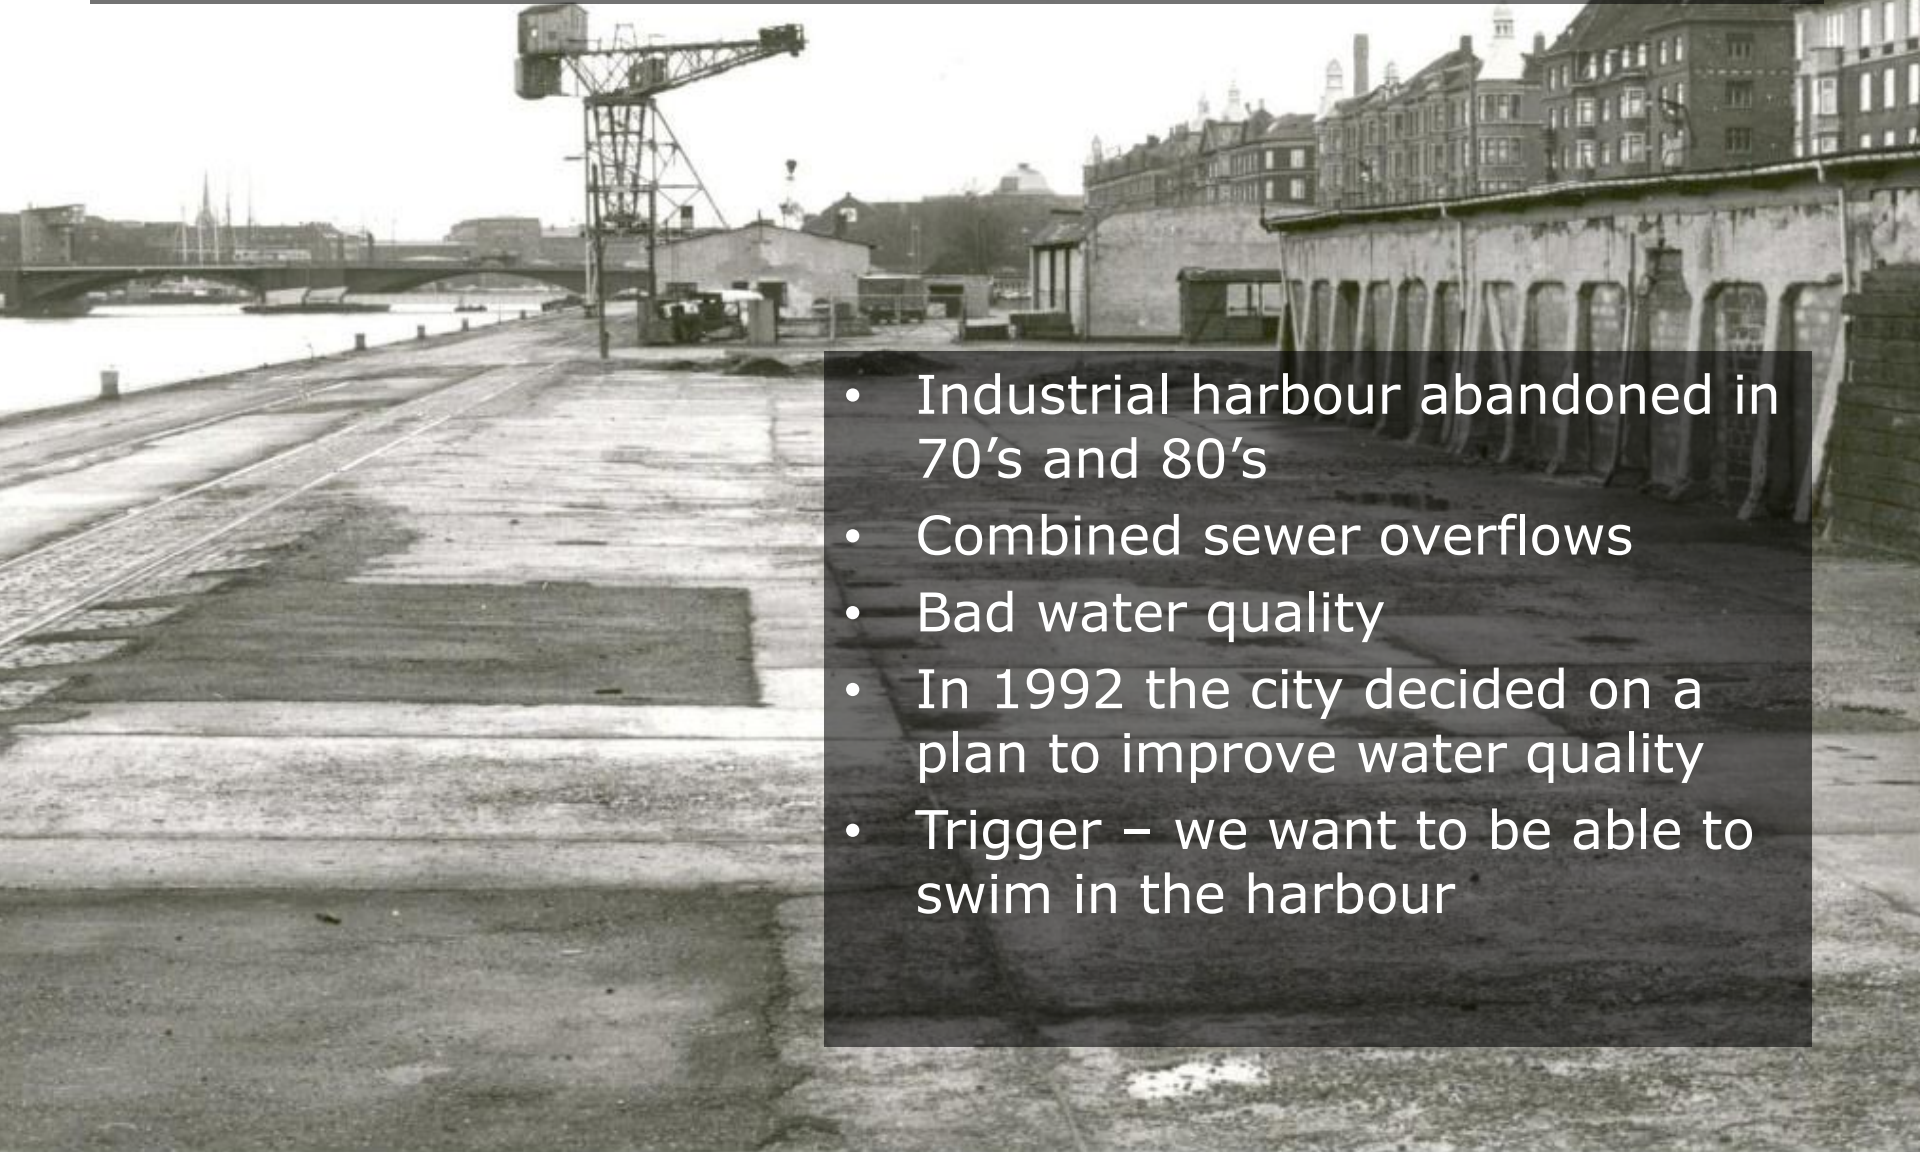 • Industrial harbour abandoned in
70’s and 80’s
• Combined sewer overflows
• Bad water quality
• In 1992 the city decided on a
plan to improve water quality
• Trigger – we want to be able to
swim in the harbour